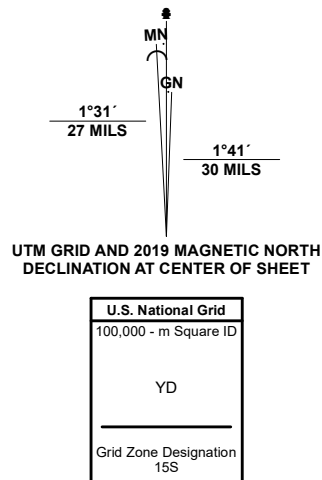 MN
GN
1°31´
27 MILS
1°41´
30 MILS
UTM GRID AND 2019 MAGNETIC NORTH
DECLINATION AT CENTER OF SHEET
U.S. National Grid
100,000 - m Square ID
YD
Grid Zone Designation
15S